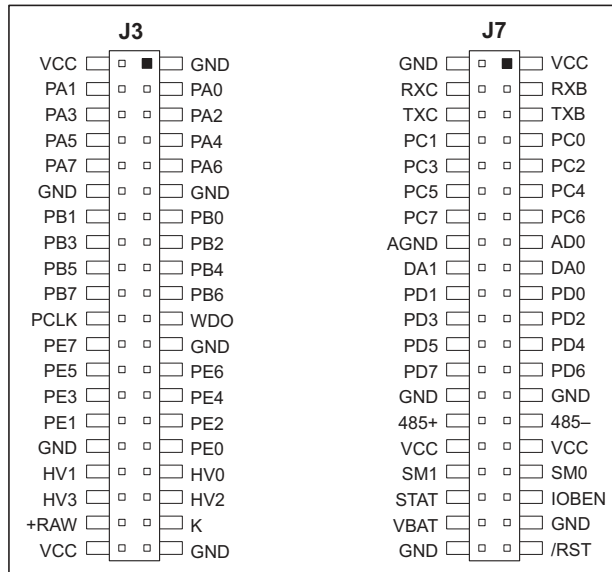 J3 J7
VCC GND GND VCC
PA1 PA0 RXC RXB
PA3 PA2 TXC TXB
PA5 PA4 PC1 PC0
PA7 PA6 PC3 PC2
GND GND PC5 PC4
PB1 PB0 PC7 PC6
PB3 PB2 AGND AD0
PB5 PB4 DA1 DA0
PB7 PB6 PD1 PD0
PCLK WDO PD3 PD2
PE7 GND PD5 PD4
PE5 PE6 PD7 PD6
PE3 PE4 GND GND
PE1 PE2 485+ 485–
GND PE0 VCC VCC
HV1 HV0 SM1 SM0
HV3 HV2 STAT IOBEN
+RAW K VBAT GND
VCC GND GND /RST